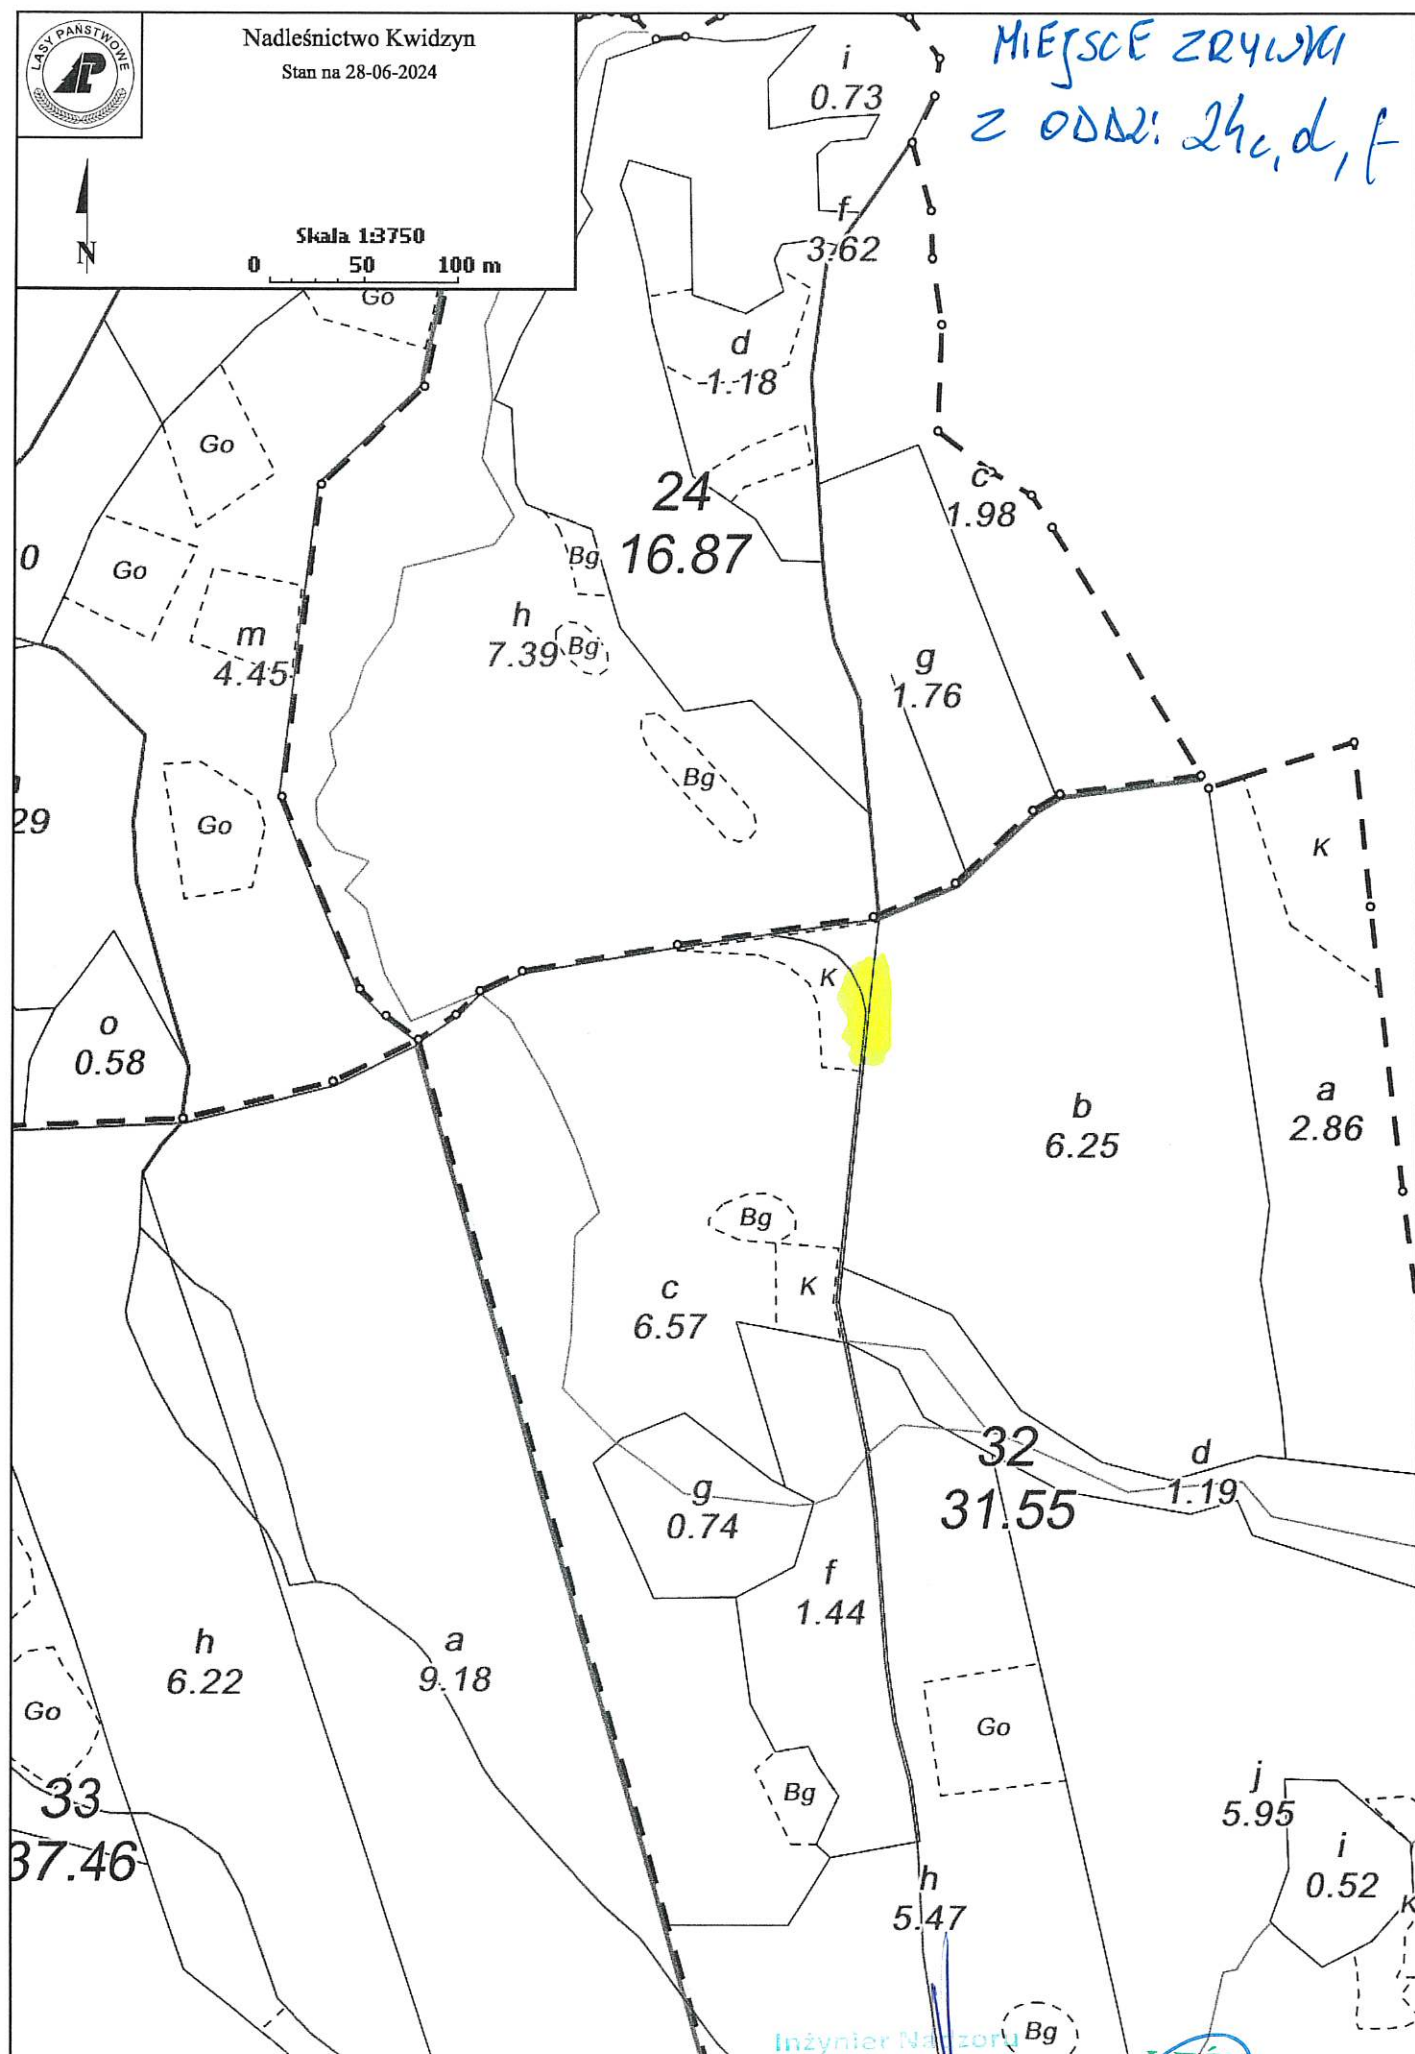 LASY PAŃSTWOWE
Nadleśnictwo Kwidzyn
Stan na 28-06-2024
N
Skala 1:3750
0 50 100 m
MIEJSCE ZRYWKI
Z ODDZ: 24c, d, f
i
0.73
f
3.62
Go
d
1.18
Go
24
16.87
c
1.98
0
Go
Bg
h
7.39
Bg
m
4.45
g
1.76
Bg
29
Go
K
K
o
0.58
b
6.25
a
2.86
Bg
c
6.57
K
32
31.55
d
1.19
g
0.74
f
1.44
h
6.22
a
9.18
Go
Go
33
37.46
Bg
j
5.95
i
0.52
K
h
5.47
Inżynier Nadzoru
Bg